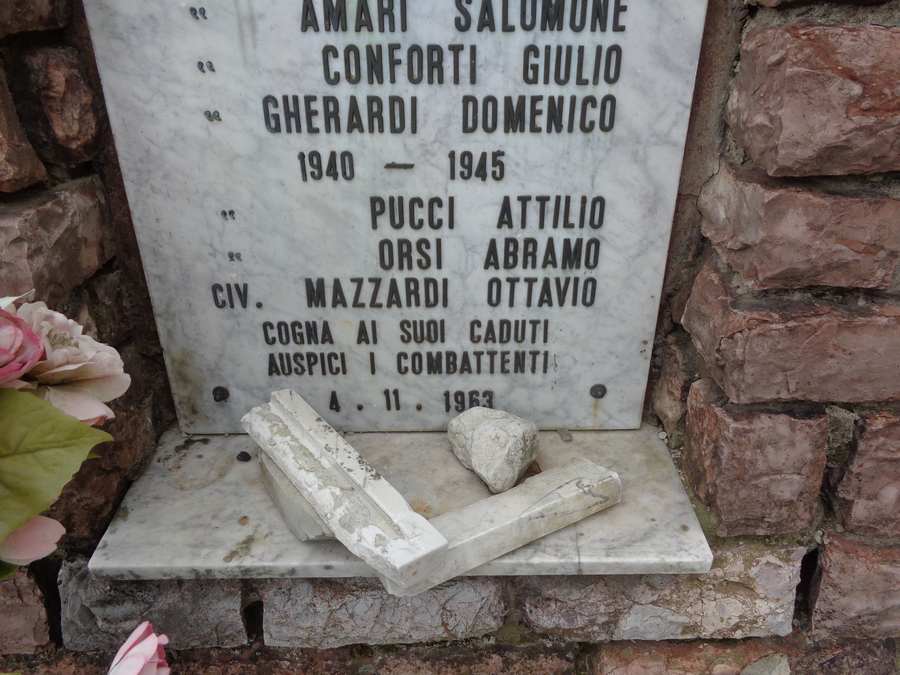 "        AMARI SALOMONE
"        CONFORTI GIULIO
"        GHERARDI DOMENICO
1940 — 1945
"        PUCCI ATTILIO
"        ORSI ABRAMO
CIV. MAZZARDI OTTAVIO
COGNA AI SUOI CADUTI
AUSPICI I COMBATTENTI
4 . 11 . 1963